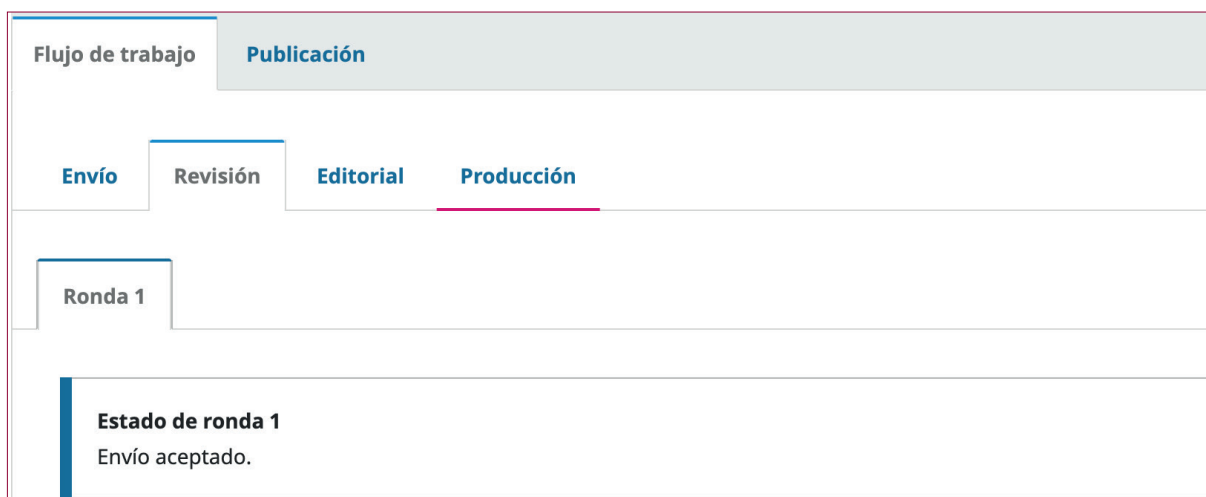 Flujo de trabajo Publicación
Envío Revisión Editorial Producción
Ronda 1
Estado de ronda 1
Envío aceptado.